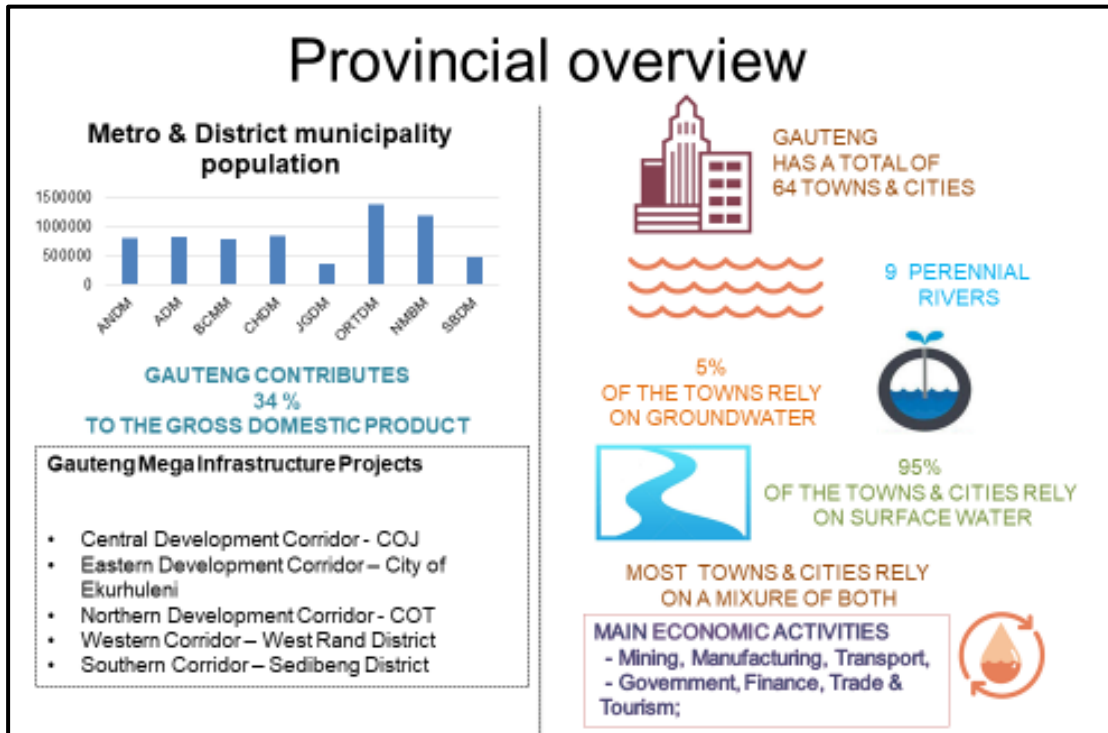 Provincial overview
Metro & District municipality
population
1500000
1000000
500000
0
ANDM
ADM
BCMM
CHDM
JGDM
ORTDM
NMBM
SBDM
GAUTENG CONTRIBUTES
34 %
TO THE GROSS DOMESTIC PRODUCT
Gauteng Mega Infrastructure Projects
• Central Development Corridor - COJ
• Eastern Development Corridor – City of
Ekurhuleni
• Northern Development Corridor - COT
• Western Corridor – West Rand District
• Southern Corridor – Sedibeng District
GAUTENG
HAS A TOTAL OF
64 TOWNS & CITIES
9 PERENNIAL
RIVERS
5%
OF THE TOWNS RELY
ON GROUNDWATER
95%
OF THE TOWNS & CITIES RELY
ON SURFACE WATER
MOST TOWNS & CITIES RELY
ON A MIXURE OF BOTH
MAIN ECONOMIC ACTIVITIES
- Mining, Manufacturing, Transport,
- Government, Finance, Trade &
Tourism;